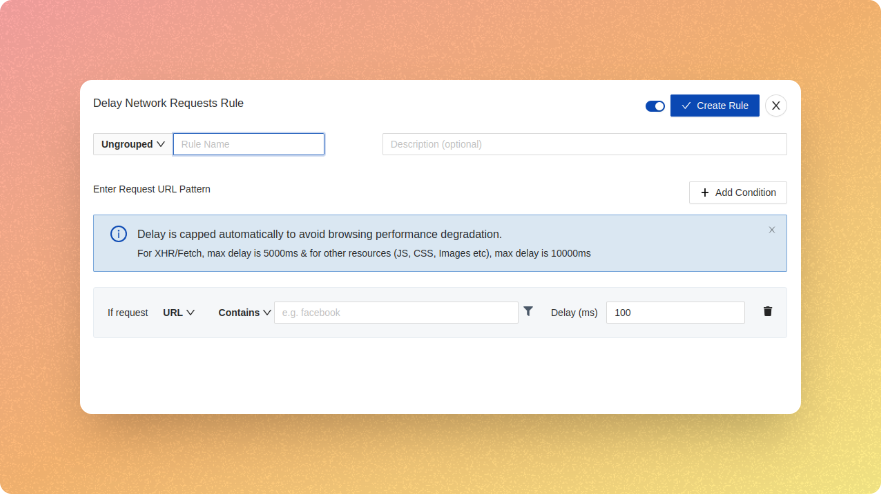 Delay Network Requests Rule
Create Rule
Ungrouped
Rule Name
Description (optional)
Enter Request URL Pattern
Add Condition
Delay is capped automatically to avoid browsing performance degradation.
For XHR/Fetch, max delay is 5000ms & for other resources (JS, CSS, Images etc), max delay is 10000ms
If request URL Contains e.g. facebook Delay (ms) 100